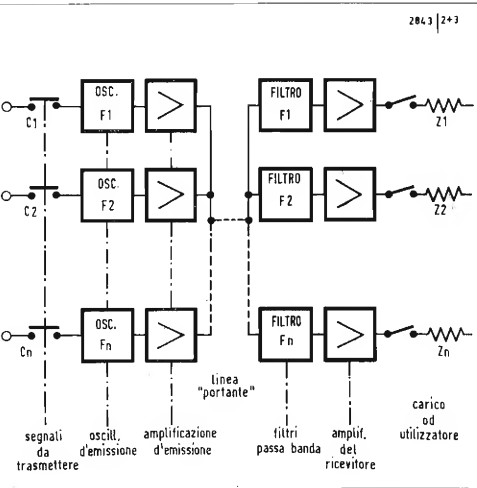 2843 | 2+3
OSC.
F1
FILTRO
F1
C1
Z1
OSC.
F2
FILTRO
F2
C2
Z2
OSC.
Fn
FILTRO
Fn
Cn
Zn
linea
"portante"
segnali
da
trasmettere
oscill.
d'emissione
amplificazione
d'emissione
filtri
passa banda
amplif.
del
ricevitore
carico
od
utilizzatore